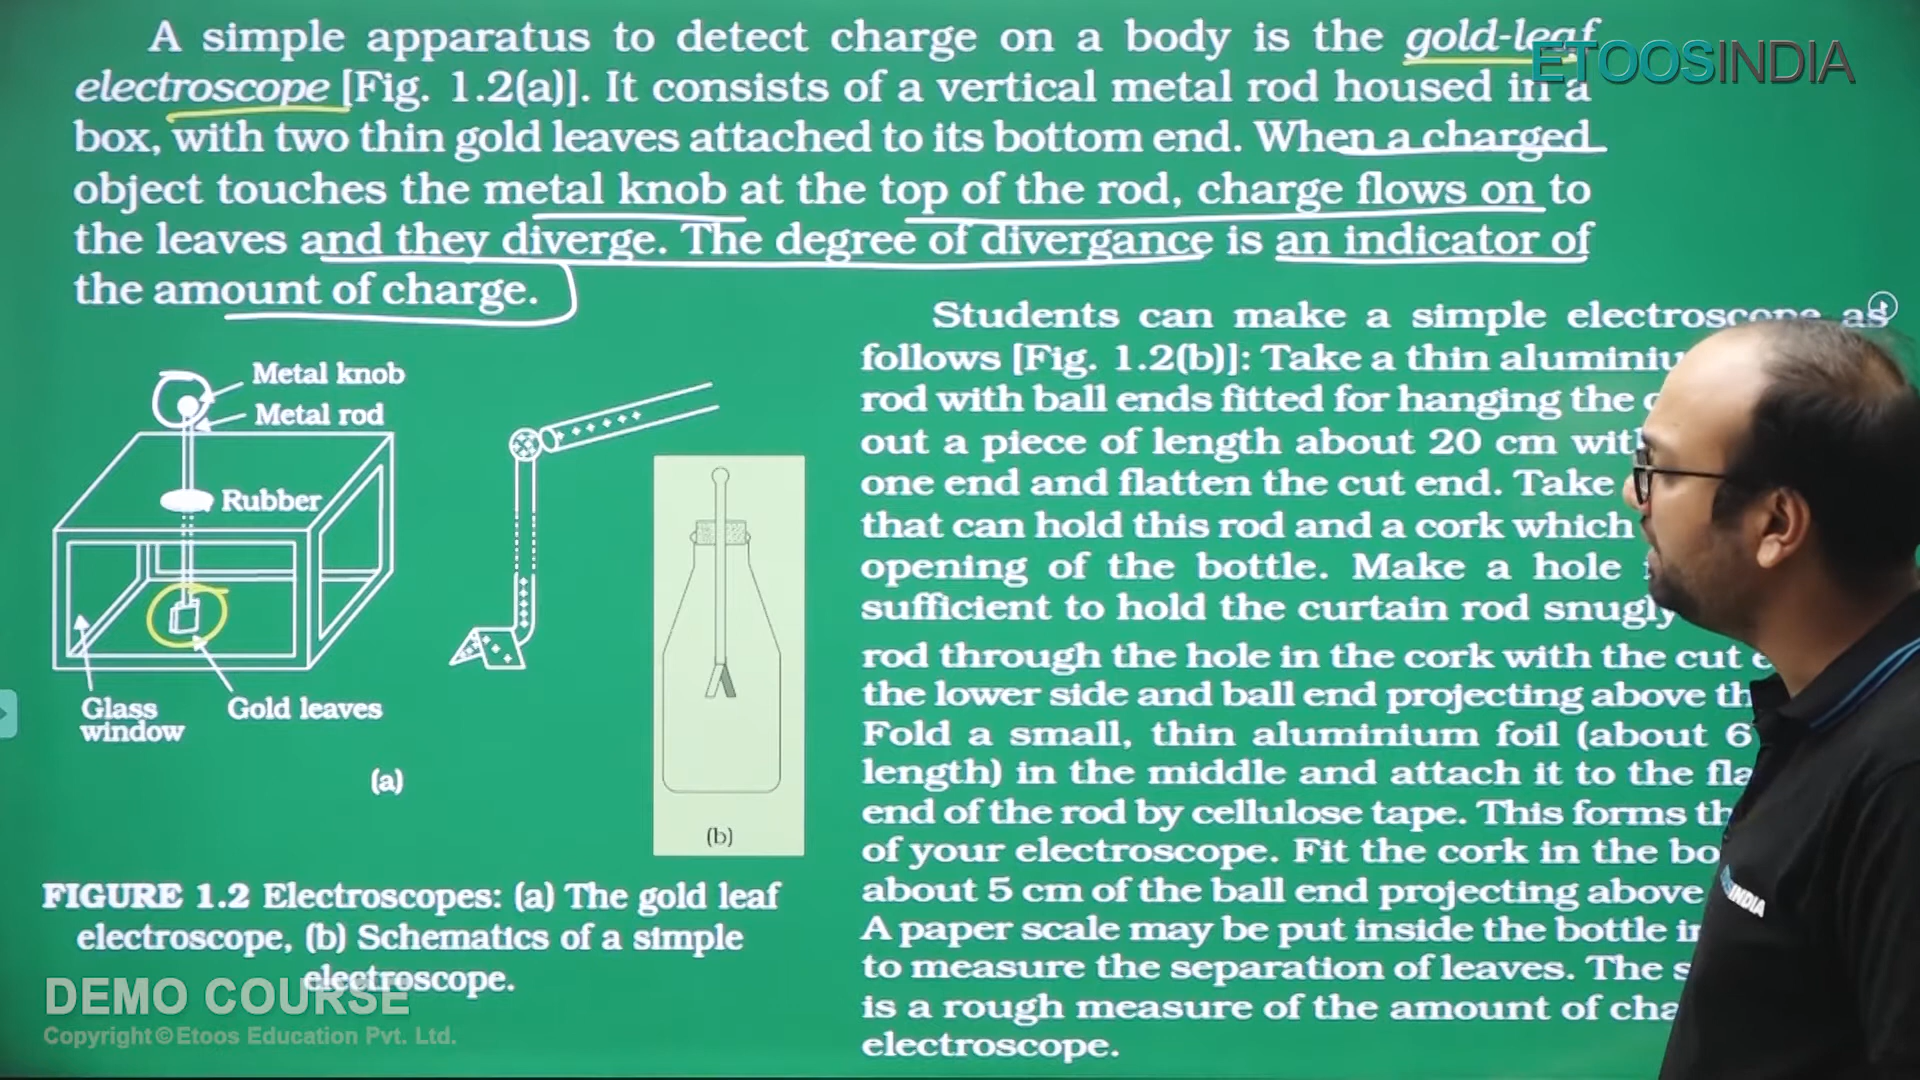 A simple apparatus to detect charge on a body is the gold-leaf
ETOOSINDIA
electroscope [Fig. 1.2(a)]. It consists of a vertical metal rod housed in a
box, with two thin gold leaves attached to its bottom end. When a charged
object touches the metal knob at the top of the rod, charge flows on to
the leaves and they diverge. The degree of divergance is an indicator of
the amount of charge.
Metal knob
Metal rod
Rubber
Glass
window
Gold leaves
(a)
(b)
FIGURE 1.2 Electroscopes: (a) The gold leaf
electroscope, (b) Schematics of a simple
electroscope.
Students can make a simple electroscope as
follows [Fig. 1.2(b)]: Take a thin
rod with ball ends fitted for hanging the
out a piece of length about 20 cm
one end and flatten the cut end. Take
that can hold this rod and a cork which
opening of the bottle. Make a hole
sufficient to hold the curtain rod
rod through the hole in the cork with the cut
the lower side and ball end projecting above
Fold a small, thin aluminium foil (about 6
length) in the middle and attach it to the
end of the rod by cellulose tape. This forms
of your electroscope. Fit the cork in the
about 5 cm of the ball end projecting above
A paper scale may be put inside the bottle
to measure the separation of leaves. The
is a rough measure of the amount of
electroscope.
DEMO COURSE
Copyright © Etoos Education Pvt. Ltd.
INDIA